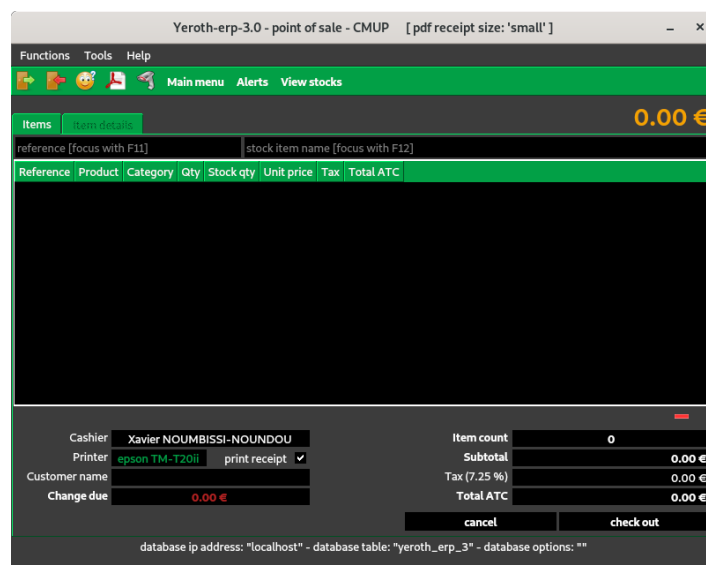 Yeroth-erp-3.0 - point of sale - CMUP [ pdf receipt size: 'small' ]
Functions Tools Help
Main menu Alerts View stocks
0.00 €
Items Item details
reference [focus with F11] stock item name [focus with F12]
Reference Product Category Qty Stock qty Unit price Tax Total ATC
Cashier Xavier NOUMBISSI-NOUNDOU Item count 0
Printer epson TM-T20ii print receipt Subtotal 0.00 €
Customer name Tax (7.25 %) 0.00 €
Change due 0.00 € Total ATC 0.00 €
cancel check out
database ip address: "localhost" - database table: "yeroth_erp_3" - database options: ""